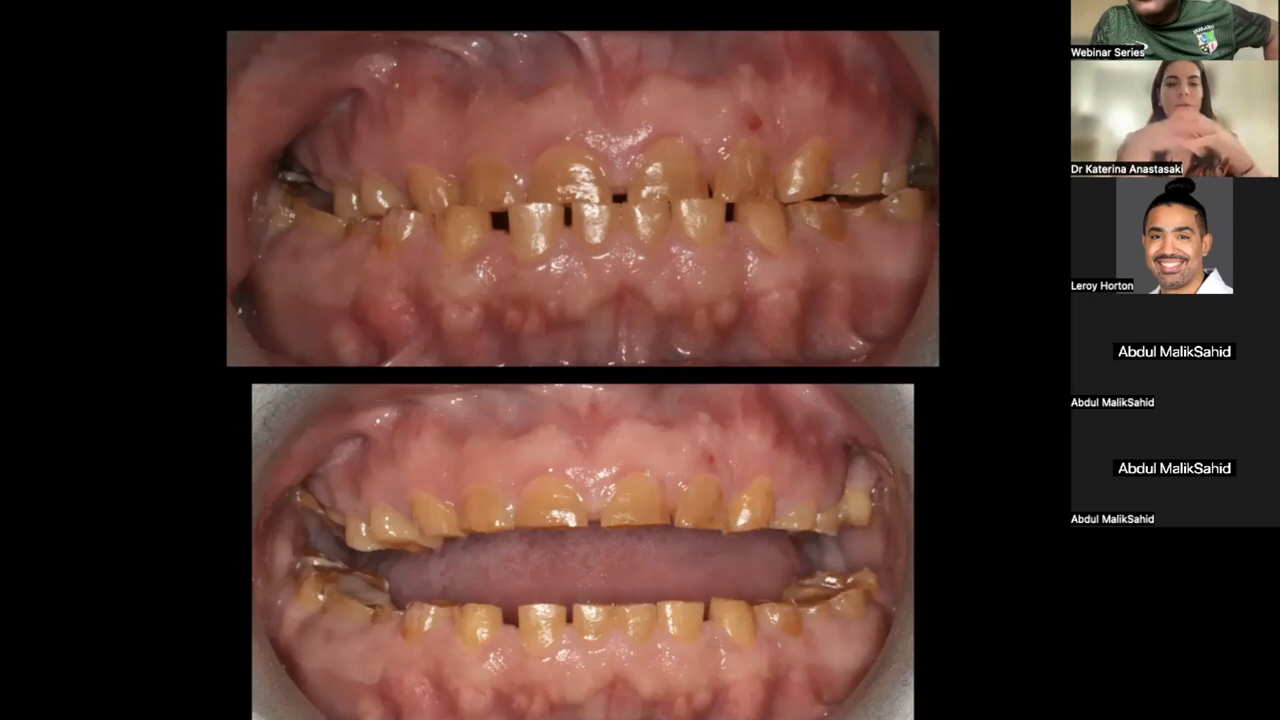 Webinar Series
Dr Katerina Anastasaki
Leroy Horton
Abdul MalikSahid
Abdul MalikSahid
Abdul MalikSahid
Abdul MalikSahid